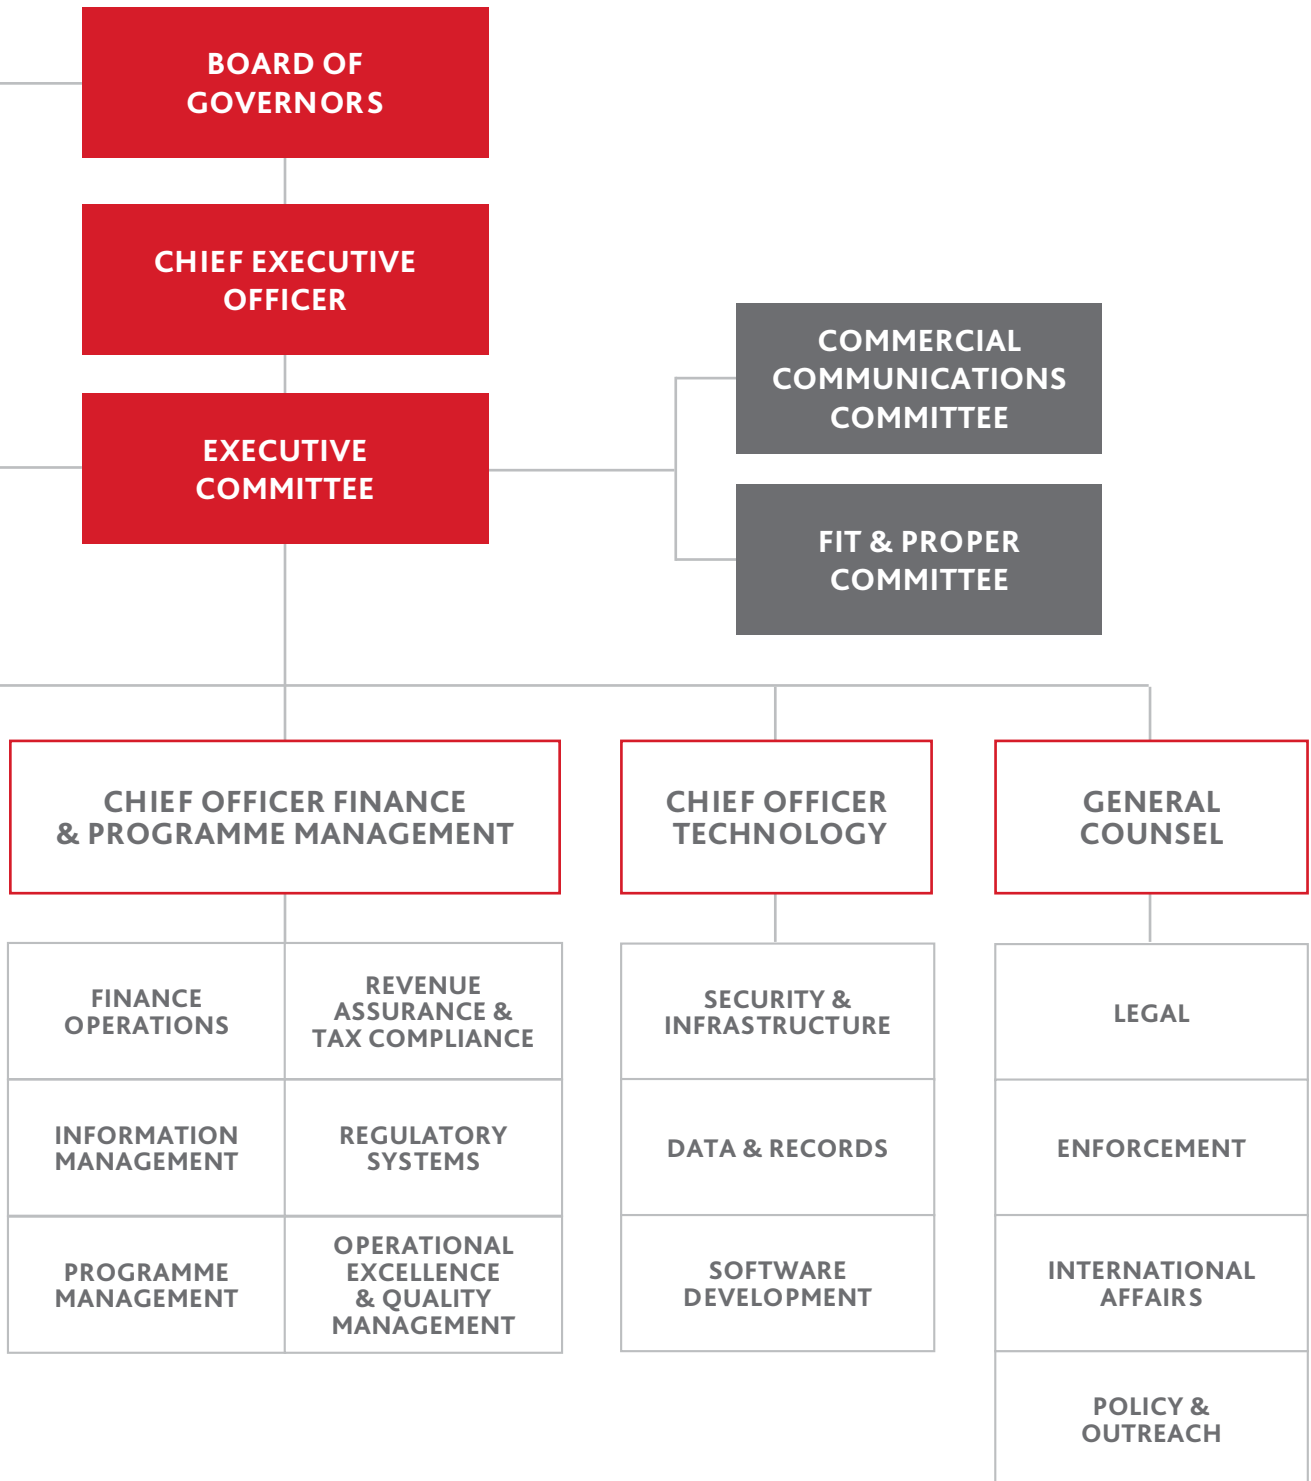 BOARD OF
GOVERNORS
CHIEF EXECUTIVE
OFFICER
EXECUTIVE
COMMITTEE
COMMERCIAL
COMMUNICATIONS
COMMITTEE
FIT & PROPER
COMMITTEE
CHIEF OFFICER FINANCE
& PROGRAMME MANAGEMENT
FINANCE
OPERATIONS
REVENUE
ASSURANCE &
TAX COMPLIANCE
INFORMATION
MANAGEMENT
REGULATORY
SYSTEMS
PROGRAMME
MANAGEMENT
OPERATIONAL
EXCELLENCE
& QUALITY
MANAGEMENT
CHIEF OFFICER
TECHNOLOGY
SECURITY &
INFRASTRUCTURE
DATA & RECORDS
SOFTWARE
DEVELOPMENT
GENERAL
COUNSEL
LEGAL
ENFORCEMENT
INTERNATIONAL
AFFAIRS
POLICY &
OUTREACH